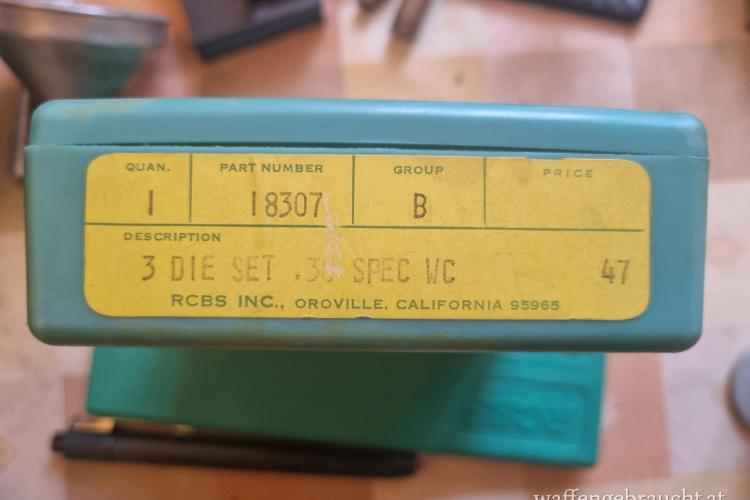 QUAN. PART NUMBER GROUP PRICE
1 18307 B
DESCRIPTION
3 DIE SET SPEC WC 47
RCBS INC., OROVILLE, CALIFORNIA 95965
waffengebraucht.at